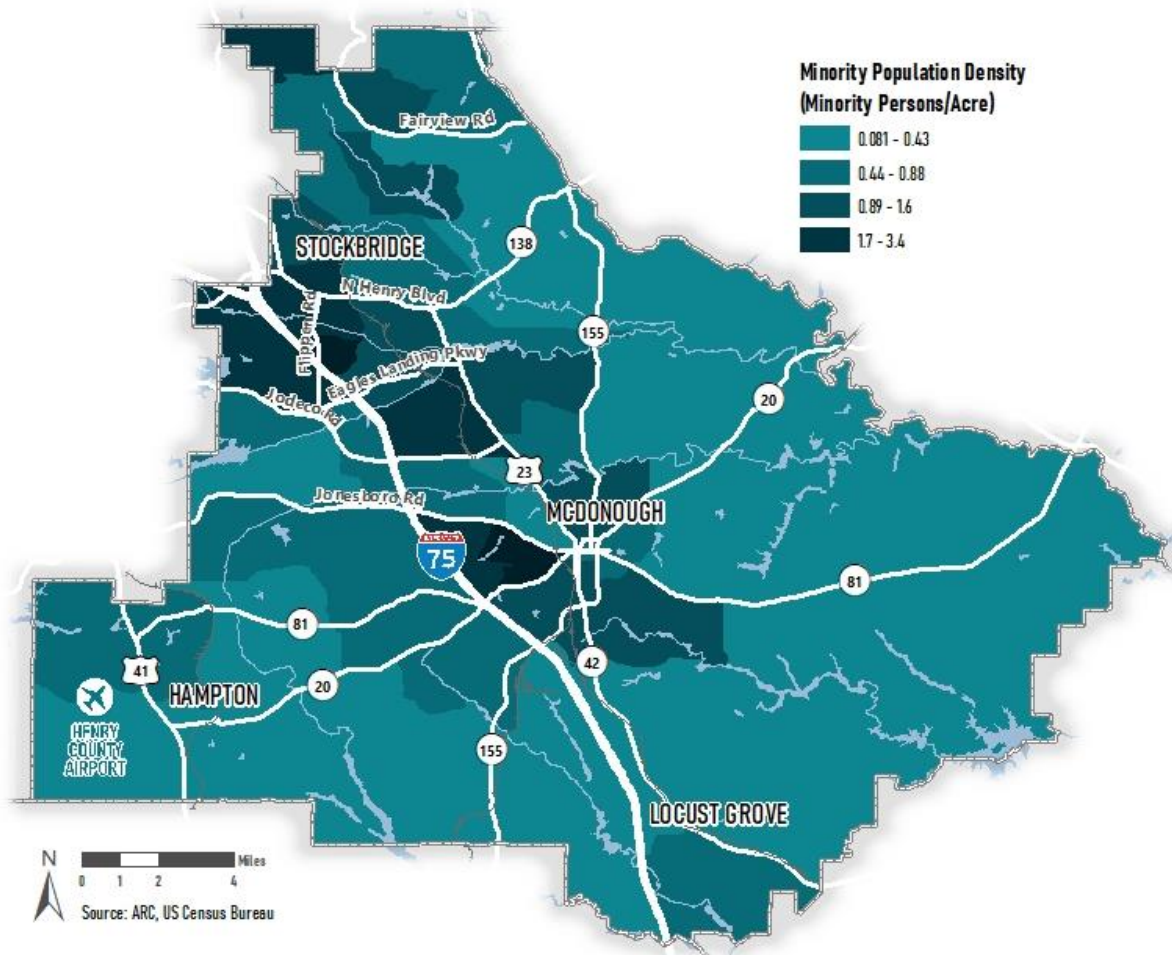 Minority Population Density
(Minority Persons/Acre)
0.081 - 0.43
0.44 - 0.88
0.89 - 1.6
1.7 - 3.4
Fairview Rd
STOCKBRIDGE
138
N Henry Blvd
Flippen Rd
155
Eagles Landing Pkwy
Jodeco Rd
20
23
Jonesboro Rd
MCDONOUGH
INTERSTATE
75
81
81
41
42
HAMPTON
20
HENRY
COUNTY
AIRPORT
155
LOCUST GROVE
N
Miles
0 1 2 4
Source: ARC, US Census Bureau